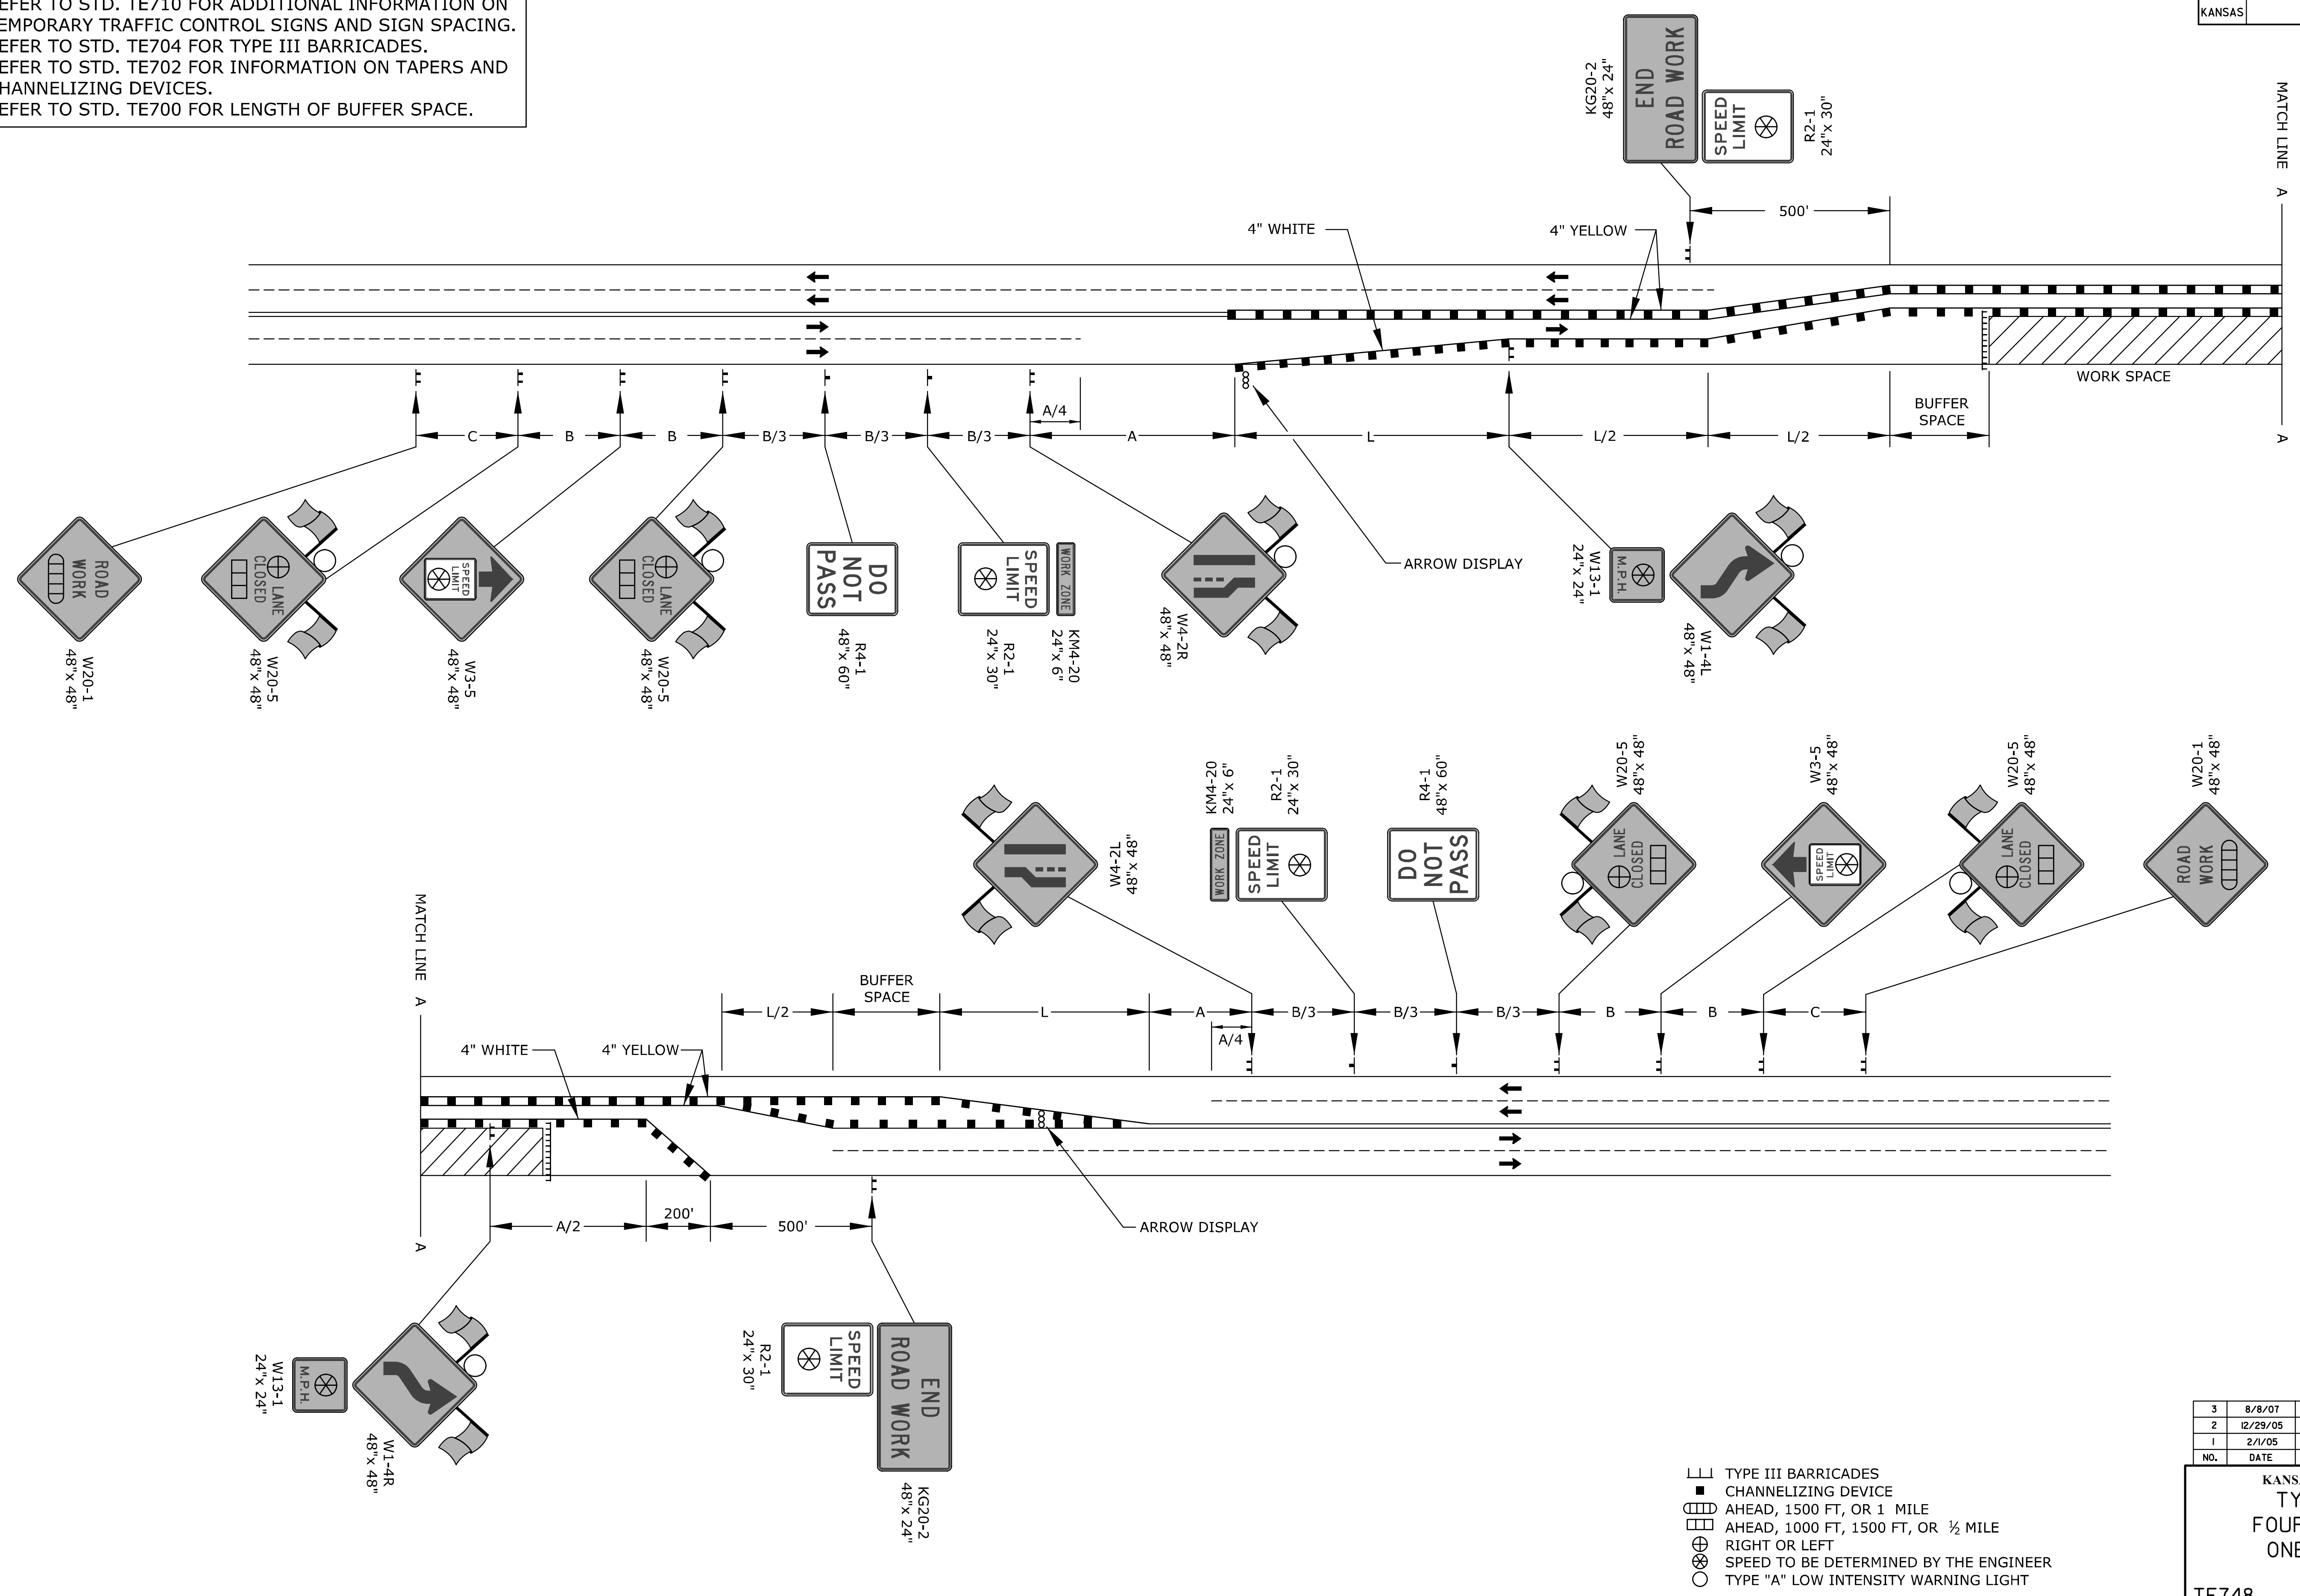 EFER TO STD. TE710 FOR ADDITIONAL INFORMATION ON
EMPORARY TRAFFIC CONTROL SIGNS AND SIGN SPACING.
EFER TO STD. TE704 FOR TYPE III BARRICADES.
EFER TO STD. TE702 FOR INFORMATION ON TAPERS AND
HANNELIZING DEVICES.
EFER TO STD. TE700 FOR LENGTH OF BUFFER SPACE.
KANSAS
KG20-2
48"x 24"
END
ROAD WORK
SPEED
LIMIT
R2-1
24"x 30"
MATCH LINE A
500'
4" WHITE
4" YELLOW
WORK SPACE
BUFFER
SPACE
A/4
C
B
B
B/3
B/3
B/3
A
L
L/2
L/2
A
ARROW DISPLAY
ROAD
WORK
W20-1
48"x 48"
LANE
CLOSED
W20-5
48"x 48"
SPEED
LIMIT
W3-5
48"x 48"
LANE
CLOSED
W20-5
48"x 48"
DO
NOT
PASS
R4-1
48"x 60"
SPEED
LIMIT
R2-1
24"x 30"
WORK ZONE
KM4-20
24"x 6"
W4-2R
48"x 48"
M.P.H.
W13-1
24"x 24"
W1-4L
48"x 48"
W4-2L
48"x 48"
KM4-20
24"x 6"
WORK ZONE
R2-1
24"x 30"
SPEED
LIMIT
R4-1
48"x 60"
DO
NOT
PASS
W20-5
48"x 48"
LANE
CLOSED
W3-5
48"x 48"
SPEED
LIMIT
W20-5
48"x 48"
LANE
CLOSED
W20-1
48"x 48"
ROAD
WORK
MATCH LINE A
L/2
BUFFER
SPACE
L
A
B/3
B/3
B/3
B
B
C
A/4
4" WHITE
4" YELLOW
A/2
200'
500'
A
ARROW DISPLAY
M.P.H.
W13-1
24"x 24"
W1-4R
48"x 48"
R2-1
24"x 30"
SPEED
LIMIT
END
ROAD WORK
KG20-2
48"x 24'
TYPE III BARRICADES
CHANNELIZING DEVICE
AHEAD, 1500 FT, OR 1 MILE
AHEAD, 1000 FT, 1500 FT, OR ½ MILE
RIGHT OR LEFT
SPEED TO BE DETERMINED BY THE ENGINEER
TYPE "A" LOW INTENSITY WARNING LIGHT
3 8/8/07
2 12/29/05
1 2/1/05
NO. DATE
KANS
TY
FOUR
ONE
TE748